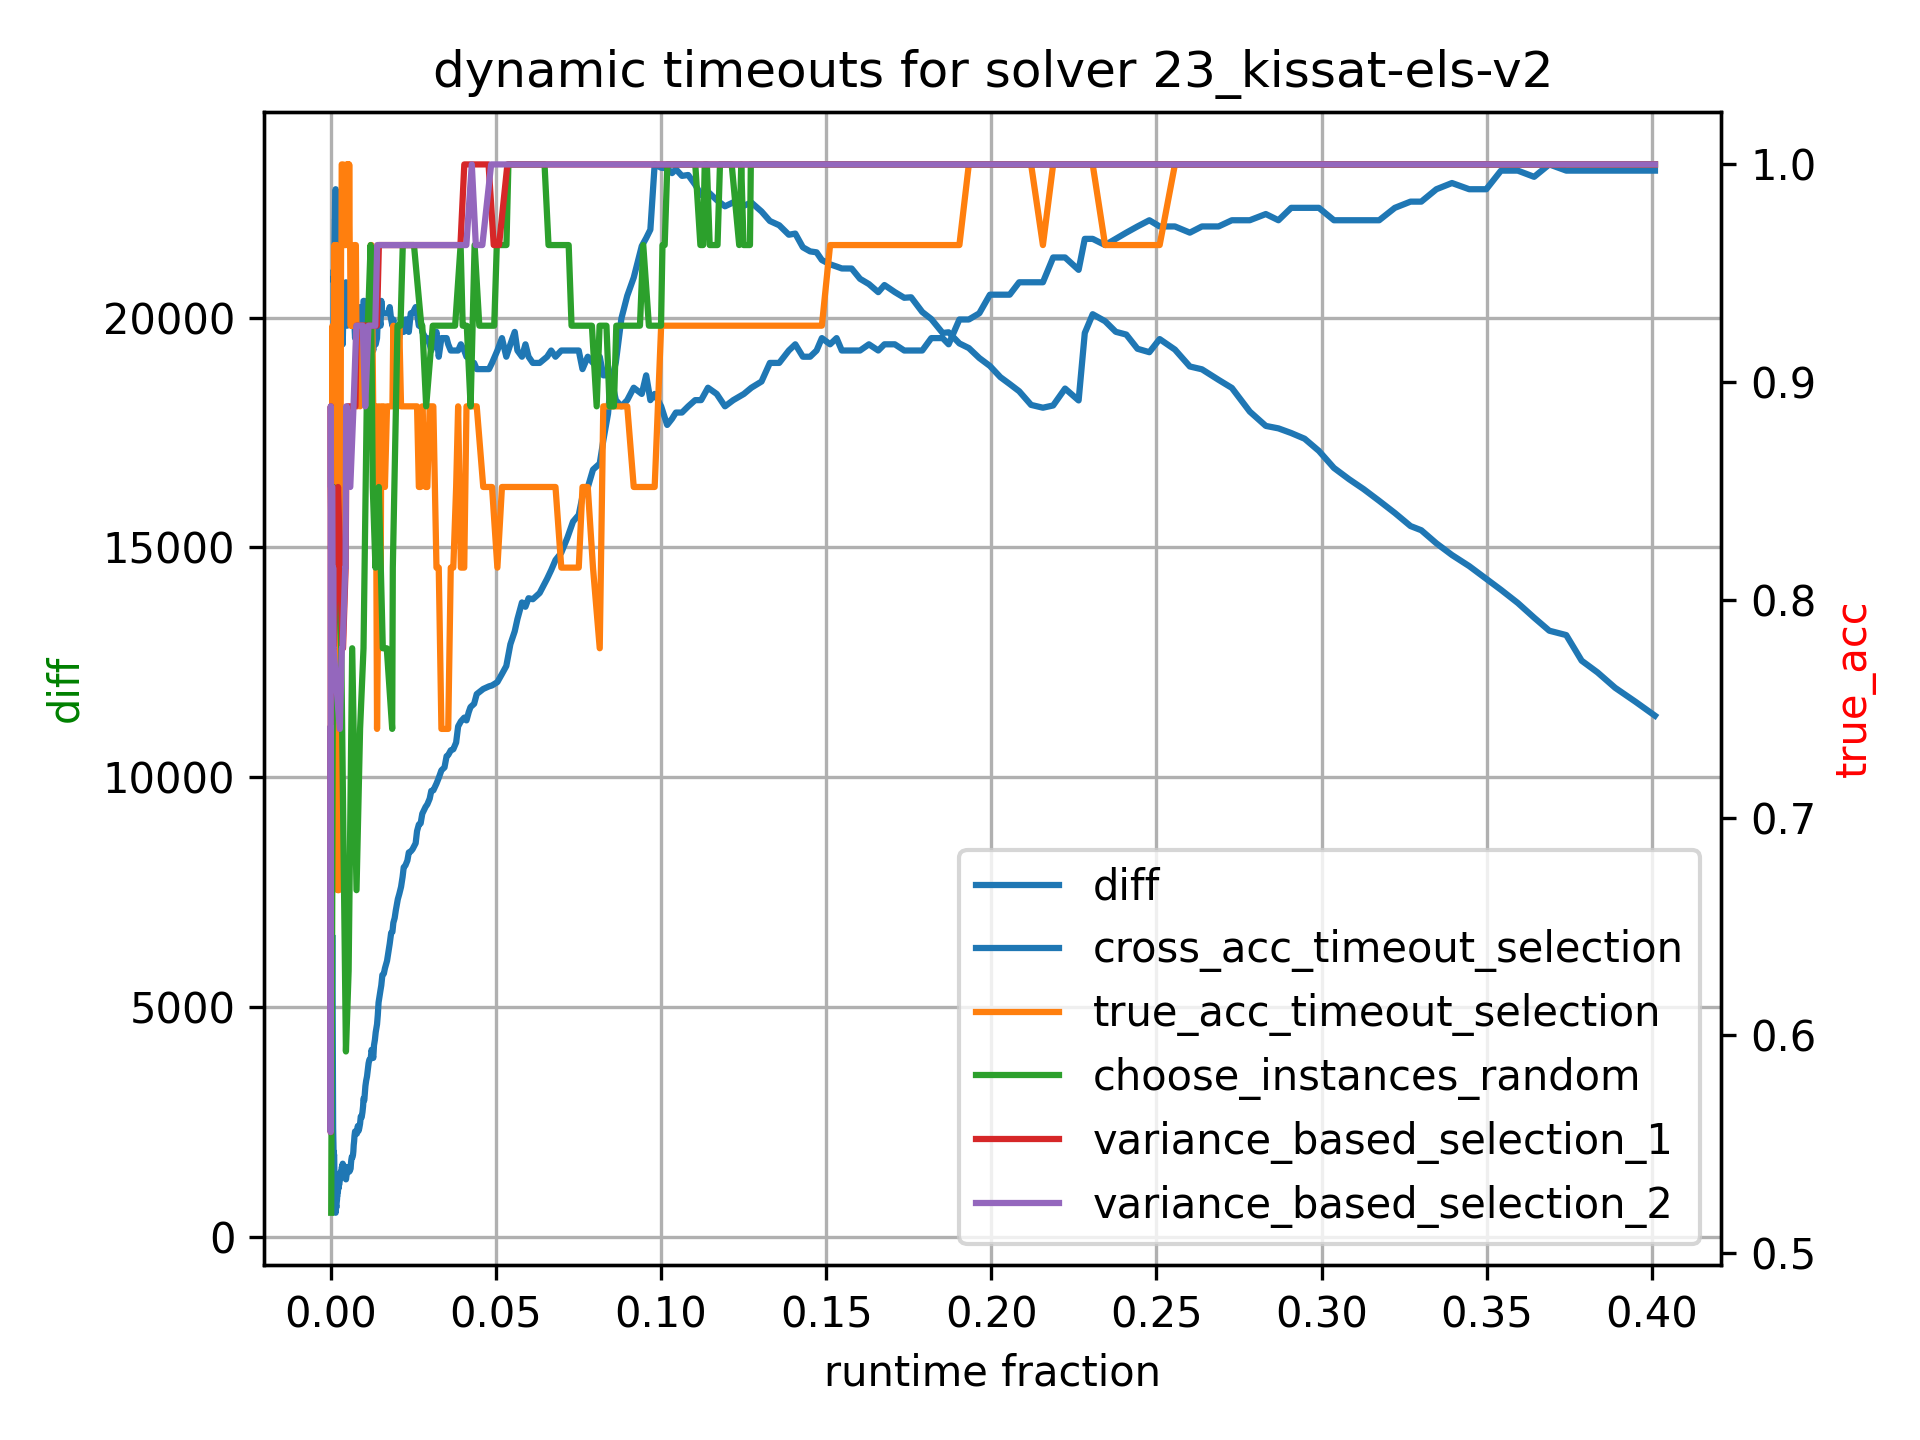 dynamic timeouts for solver 23_kissat-els-v2
diff
20000
15000
10000
5000
0
1.0
0.9
0.8
0.7
0.6
0.5
true_acc
diff
cross_acc_timeout_selection
true_acc_timeout_selection
choose_instances_random
variance_based_selection_1
variance_based_selection_2
0.00 0.05 0.10 0.15 0.20 0.25 0.30 0.35 0.40
runtime fraction